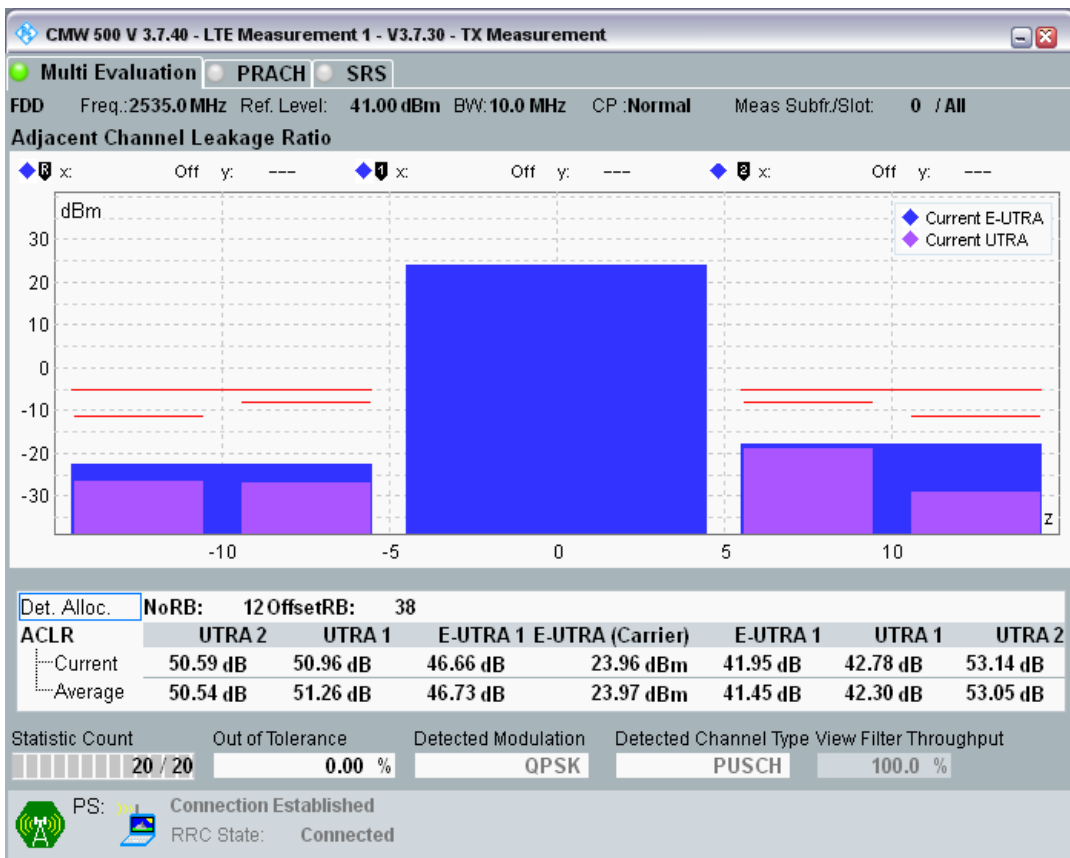 CMW 500 V 3.7.40 - LTE Measurement 1 - V3.7.30 - TX Measurement
Multi Evaluation PRACH SRS
FDD Freq.:2535.0 MHz Ref. Level: 41.00 dBm BW:10.0 MHz CP :Normal Meas Subfr./Slot: 0 / All
Adjacent Channel Leakage Ratio
R x: Off y: --- 1 x: Off y: --- 2 x: Off y: ---
dBm
Current E-UTRA
Current UTRA
30
20
10
0
-10
-20
-30
z
-10 -5 0 5 10
Det. Alloc. NoRB: 12 OffsetRB: 38
ACLR UTRA 2 UTRA 1 E-UTRA 1 E-UTRA (Carrier) E-UTRA 1 UTRA 1 UTRA 2
Current 50.59 dB 50.96 dB 46.66 dB 23.96 dBm 41.95 dB 42.78 dB 53.14 dB
Average 50.54 dB 51.26 dB 46.73 dB 23.97 dBm 41.45 dB 42.30 dB 53.05 dB
Statistic Count Out of Tolerance Detected Modulation Detected Channel Type View Filter Throughput
20 / 20 0.00 % QPSK PUSCH 100.0 %
PS: Connection Established
RRC State: Connected